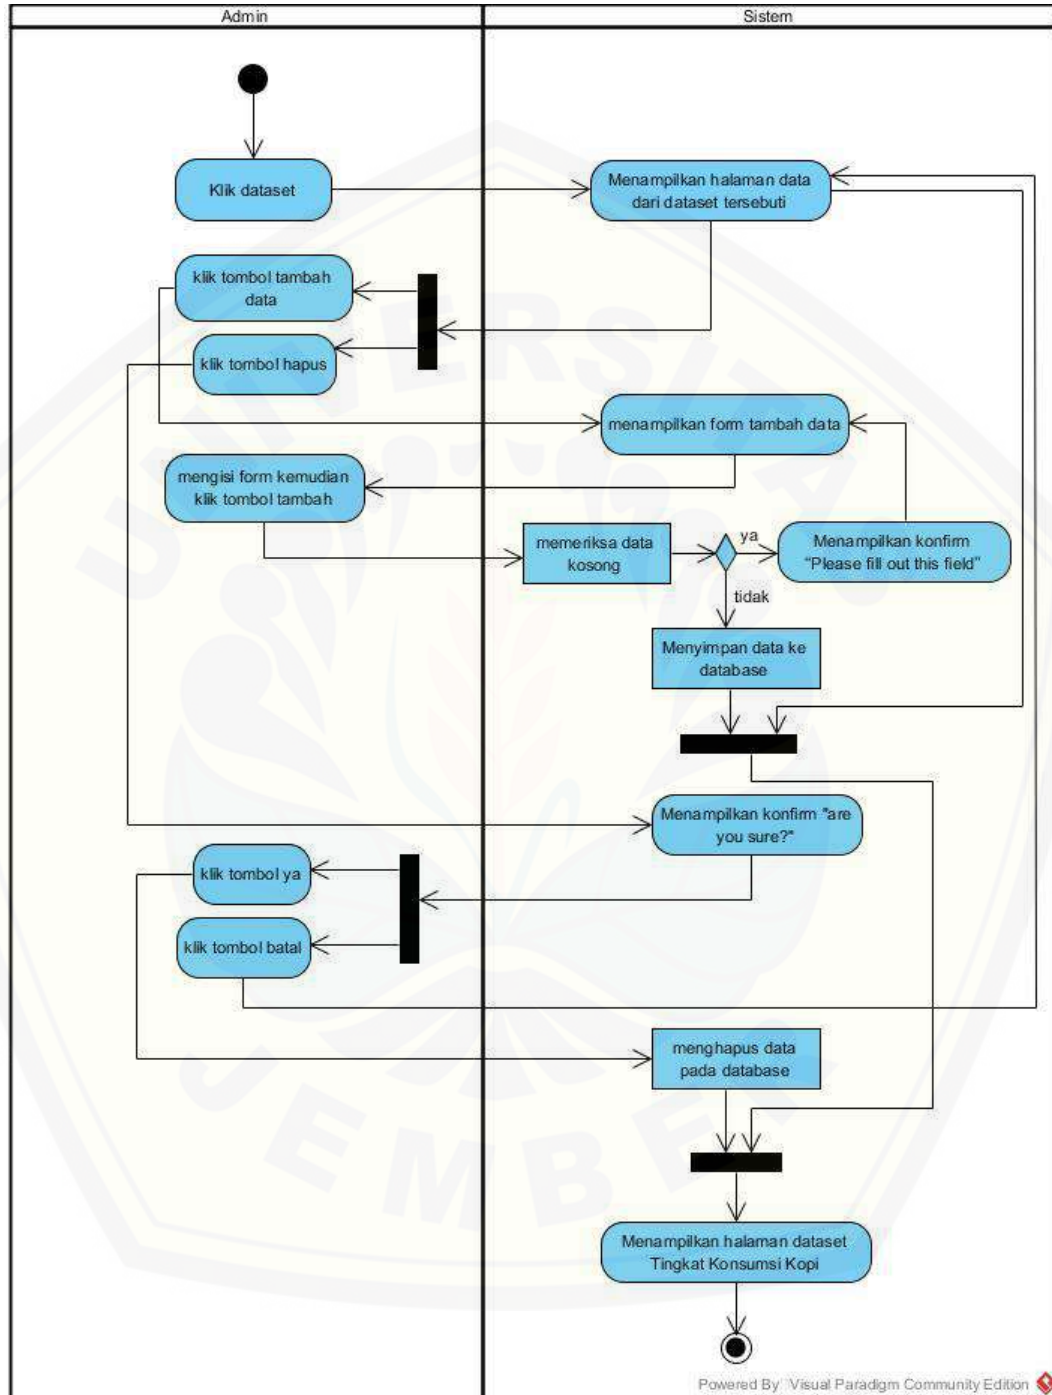 Admin
Sistem
Klik dataset
Menampilkan halaman data
dari dataset tersebuti
klik tombol tambah
data
klik tombol hapus
menampilkan form tambah data
mengisi form kemudian
klik tombol tambah
memeriksa data
kosong
ya
Menampilkan konfirm
"Please fill out this field"
tidak
Menyimpan data ke
database
Menampilkan konfirm "are
you sure?"
klik tombol ya
klik tombol batal
menghapus data
pada database
Menampilkan halaman dataset
Tingkat Konsumsi Kopi
UNIVERSITAS
JEMBER
Powered By Visual Paradigm Community Edition